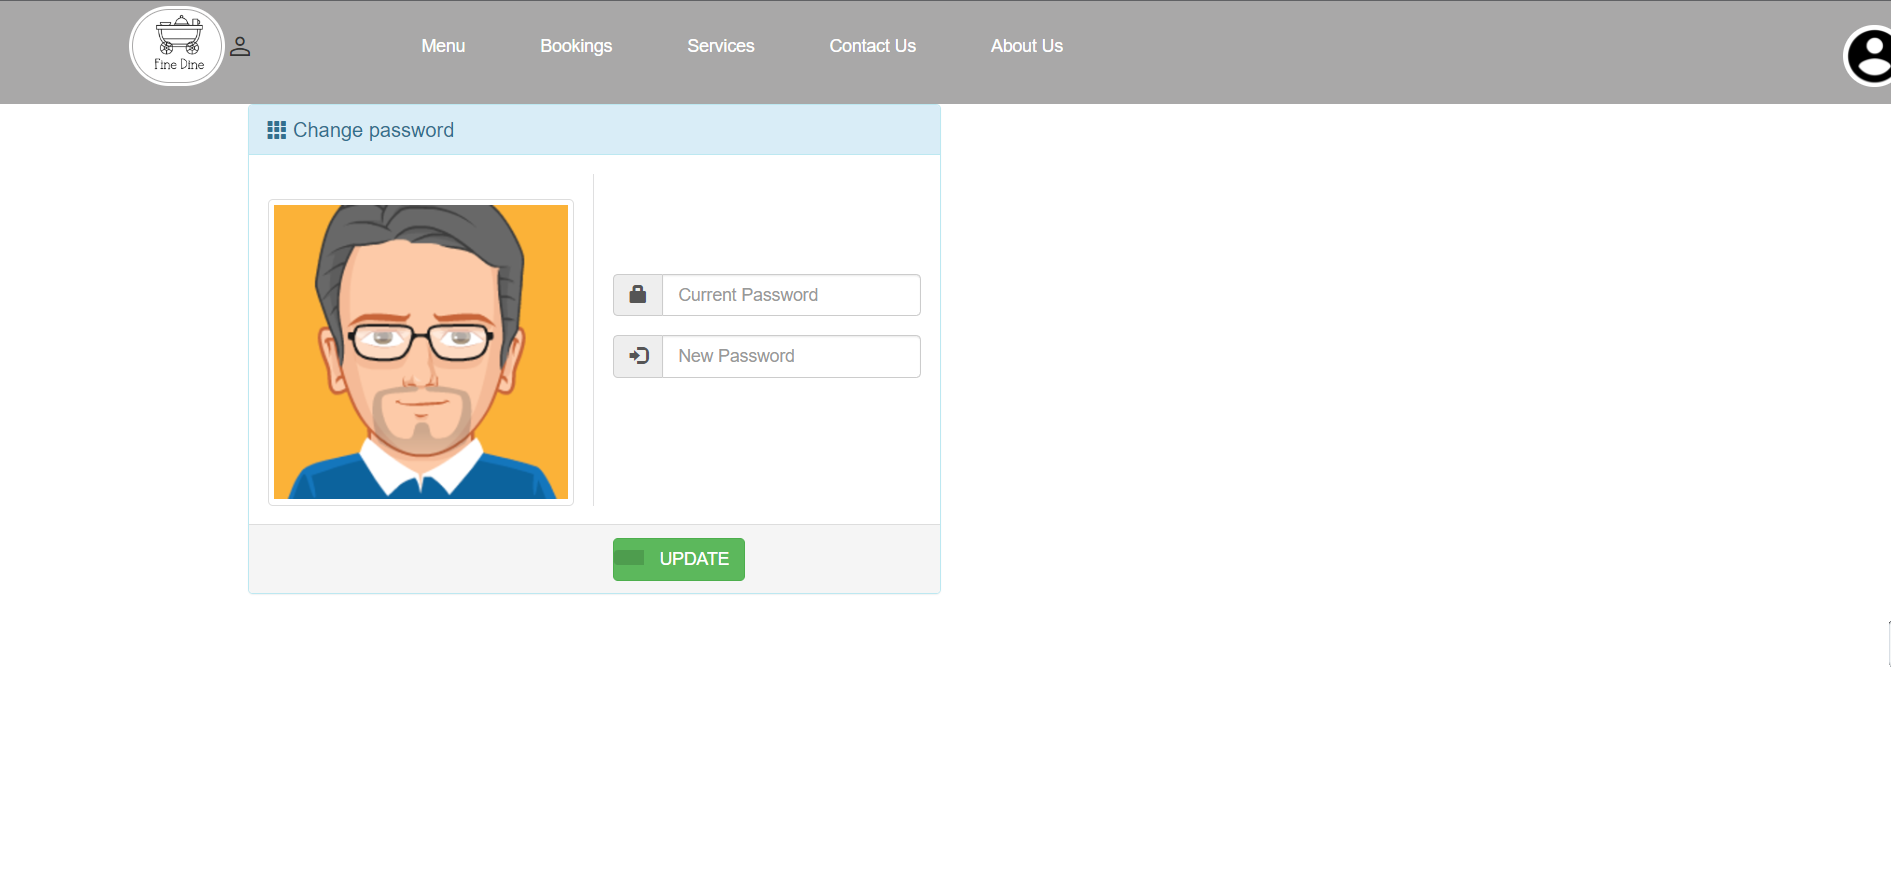 Fine Dine
Menu Bookings Services Contact Us About Us
Change password
Current Password
New Password
UPDATE